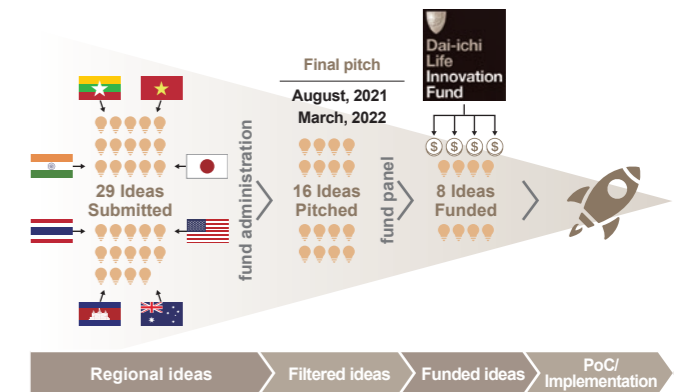 Final pitch
August, 2021
March, 2022
Dai-ichi
Life
Innovation
Fund
29 Ideas
Submitted
fund administration
16 Ideas
Pitched
fund panel
$ $ $ $
8 Ideas
Funded
Regional ideas
Filtered ideas
Funded ideas
PoC/
Implementation